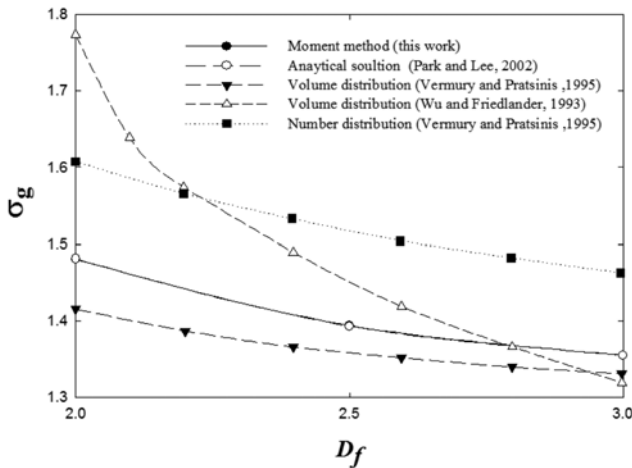 1.8
Moment method (this work)
Anaytical soultion (Park and Lee, 2002)
1.7
Volume distribution (Vermury and Pratsinis ,1995)
Volume distribution (Wu and Friedlander, 1993)
Number distribution (Vermury and Pratsinis ,1995)
1.6
σg
1.5
1.4
1.3
2.0 2.5 3.0
Df